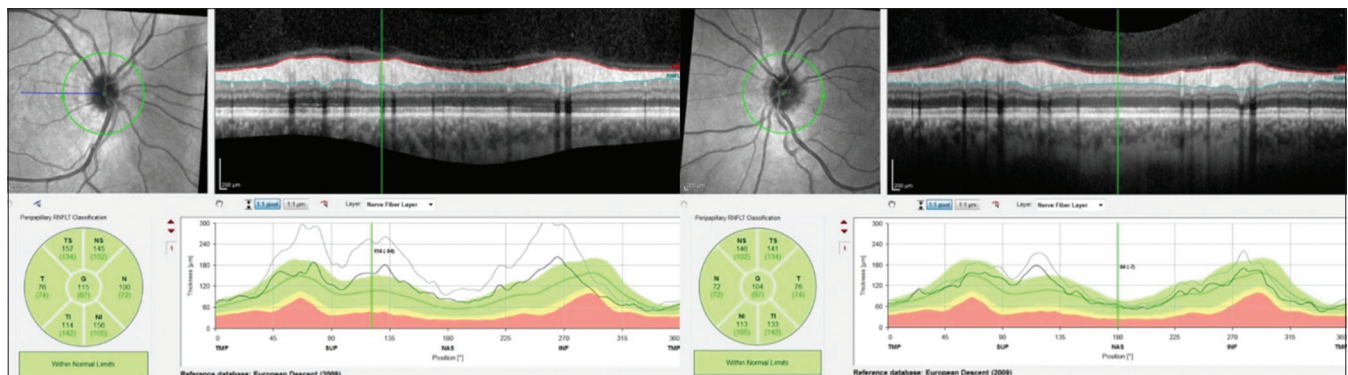 200 µm
200 µm
1:1 pixel 1:1 µm Layer: Nerve Fiber Layer
1:1 pixel 1:1 µm Layer: Nerve Fiber Layer
Peripapillary RNFLT Classification
TS
157
(134)
NS
145
(102)
T
76
(74)
G
115
(97)
N
100
(72)
TI
114
(142)
NI
156
(105)
Within Normal Limits
1
Thickness [µm]
300
240
180
120
60
0
0 45 90 135 180 225 270 315 360
TMP SUP NAS INF TMP
Position [°]
Reference database: European Descent (2009)
Peripapillary RNFLT Classification
NS
146
(102)
TS
141
(134)
N
72
(72)
G
104
(97)
T
76
(74)
NI
113
(105)
TI
133
(142)
Within Normal Limits
1
Thickness [µm]
300
240
180
120
60
0
0 45 90 135 180 225 270 315 360
TMP SUP NAS INF TMP
Position [°]
Reference database: European Descent (2009)